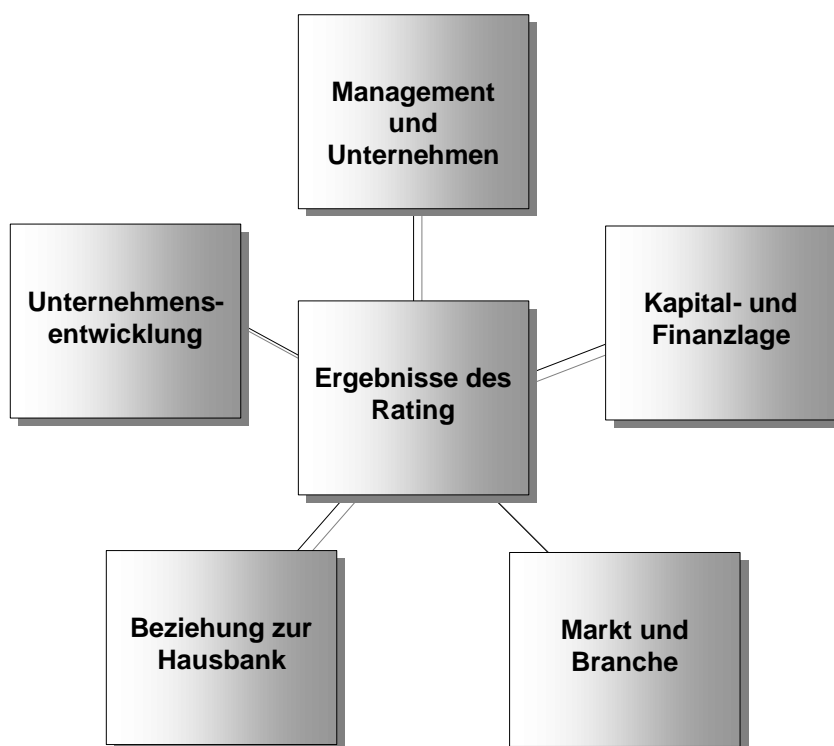 Management
und
Unternehmen
Unternehmens-
entwicklung
Kapital- und
Finanzlage
Ergebnisse des
Rating
Beziehung zur
Hausbank
Markt und
Branche